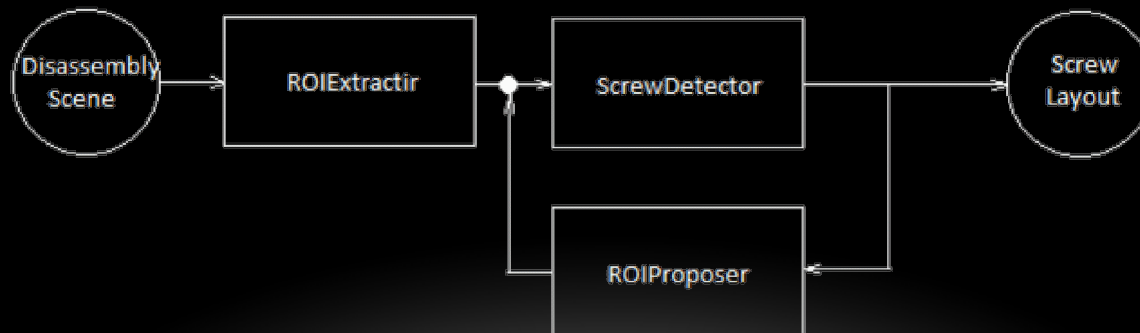 Disassembly
Scene
ROIExtractir
ScrewDetector
Screw
Layout
ROIProposer